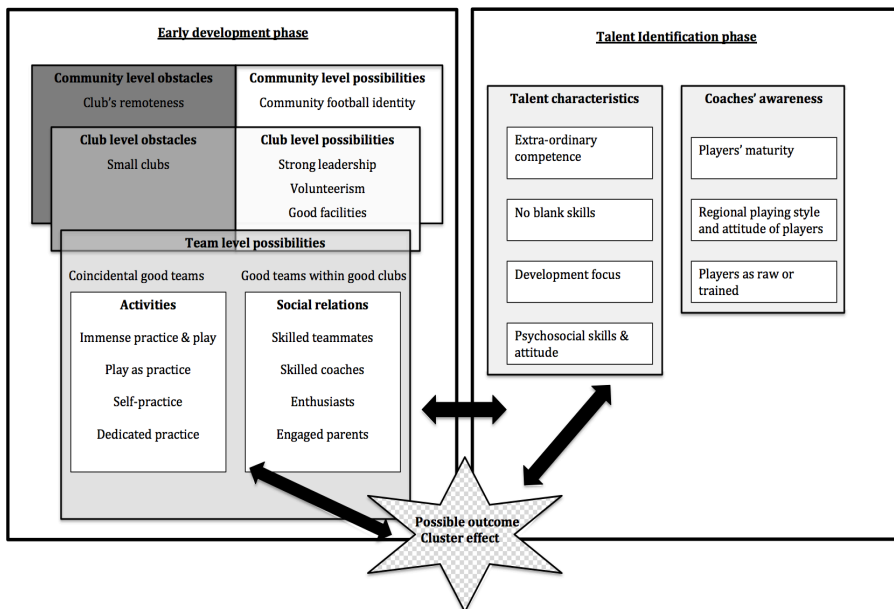 Early development phase
Community level obstacles
Club's remoteness
Community level possibilities
Community football identity
Club level obstacles
Small clubs
Club level possibilities
Strong leadership
Volunteerism
Good facilities
Team level possibilities
Coincidental good teams
Good teams within good clubs
Activities
Immense practice & play
Play as practice
Self-practice
Dedicated practice
Social relations
Skilled teammates
Skilled coaches
Enthusiasts
Engaged parents
Talent Identification phase
Talent characteristics
Extra-ordinary
competence
No blank skills
Development focus
Psychosocial skills &
attitude
Coaches' awareness
Players' maturity
Regional playing style
and attitude of players
Players as raw or
trained
Possible outcome
Cluster effect